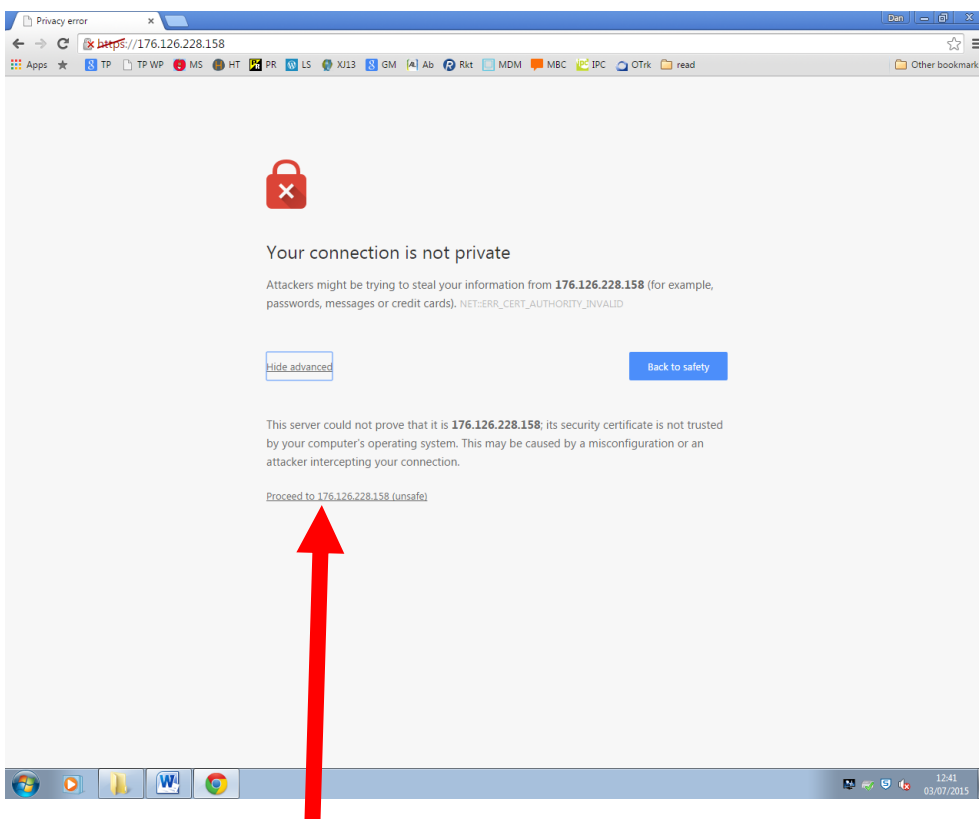 Privacy error
Dan
https://176.126.228.158
Apps TP TP WP MS HT PR LS XJ13 GM Ab Rkt MDM MBC IPC OTrk read Other bookmark
Your connection is not private
Attackers might be trying to steal your information from 176.126.228.158 (for example,
passwords, messages or credit cards). NET::ERR_CERT_AUTHORITY_INVALID
Hide advanced
Back to safety
This server could not prove that it is 176.126.228.158; its security certificate is not trusted
by your computer's operating system. This may be caused by a misconfiguration or an
attacker intercepting your connection.
Proceed to 176.126.228.158 (unsafe)
12:41
03/07/2015